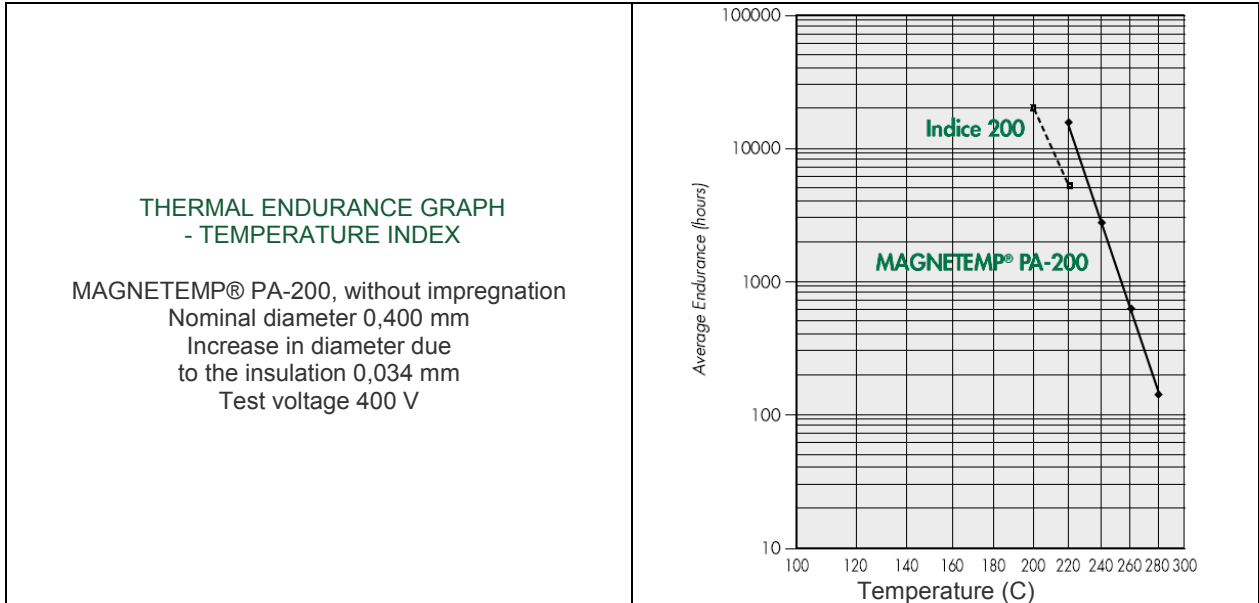 THERMAL ENDURANCE GRAPH
- TEMPERATURE INDEX
MAGNETEMP® PA-200, without impregnation
Nominal diameter 0,400 mm
Increase in diameter due
to the insulation 0,034 mm
Test voltage 400 V
Average Endurance (hours)
100000
10000
1000
100
10
Indice 200
MAGNETEMP® PA-200
100 120 140 160 180 200 220 240 260 280 300
Temperature (C)